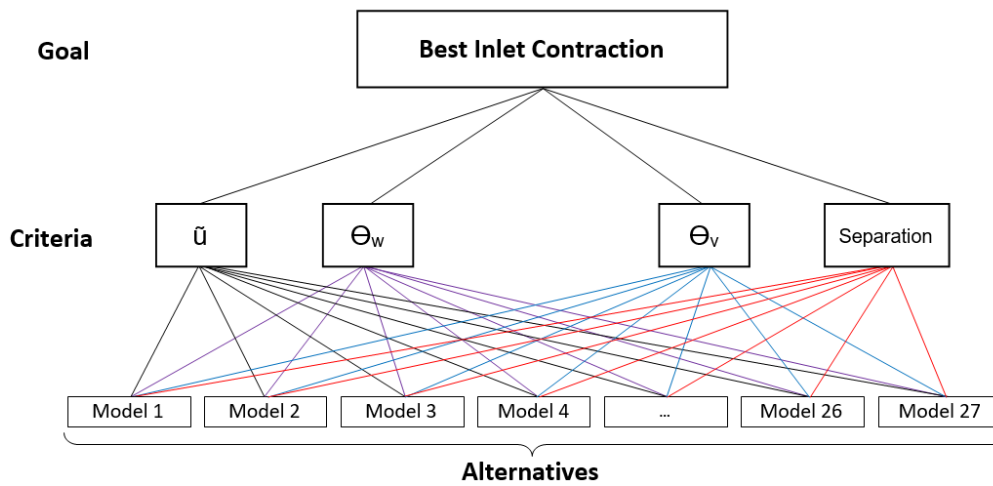 Goal
Best Inlet Contraction
Criteria
ũ
ϴw
ϴv
Separation
Model 1
Model 2
Model 3
Model 4
...
Model 26
Model 27
Alternatives